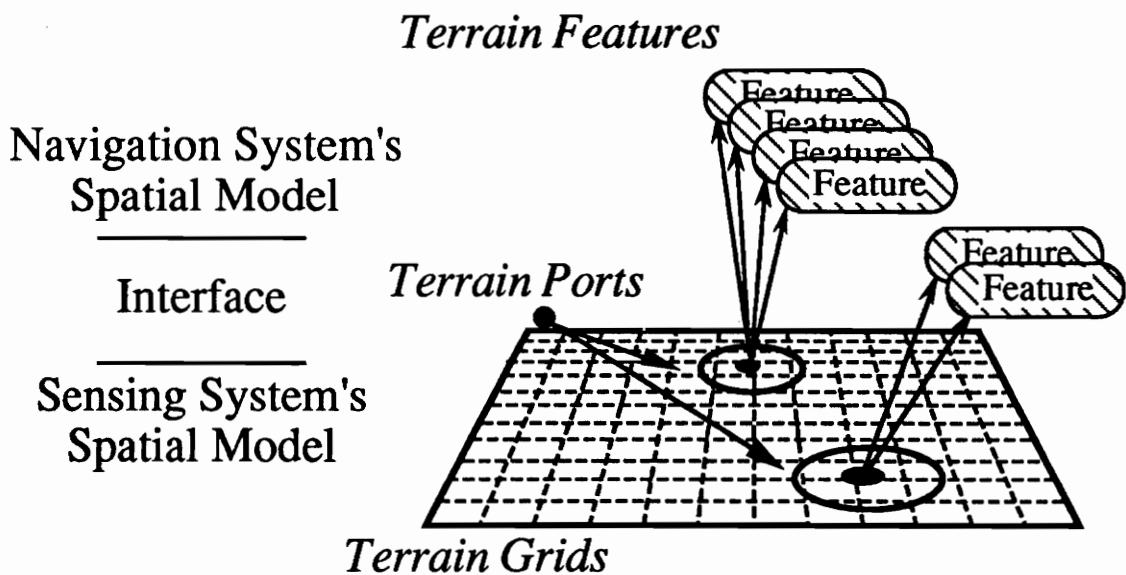 Terrain Features
Feature
Feature
Feature
Feature
Navigation System's
Spatial Model
Feature
Feature
Interface
Terrain Ports
Sensing System's
Spatial Model
Terrain Grids